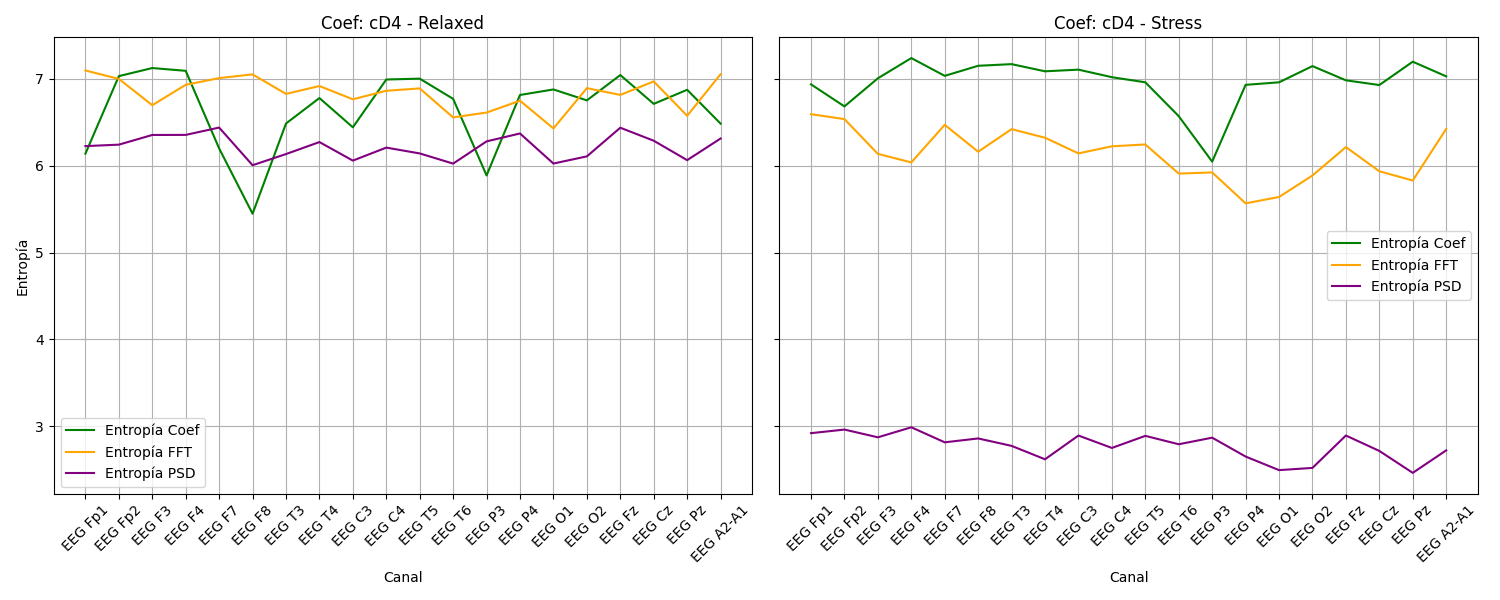 Coef: cD4 - Relaxed
Entropía
7
6
5
4
3
Entropía Coef
Entropía FFT
Entropía PSD
EEG Fp1
EEG Fp2
EEG F3
EEG F4
EEG F7
EEG F8
EEG T3
EEG T4
EEG C3
EEG C4
EEG T5
EEG T6
EEG P3
EEG P4
EEG O1
EEG O2
EEG Fz
EEG Cz
EEG Pz
EEG A2-A1
Canal
Coef: cD4 - Stress
Entropía Coef
Entropía FFT
Entropía PSD
EEG Fp1
EEG Fp2
EEG F3
EEG F4
EEG F7
EEG F8
EEG T3
EEG T4
EEG C3
EEG C4
EEG T5
EEG T6
EEG P3
EEG P4
EEG O1
EEG O2
EEG Fz
EEG Cz
EEG Pz
EEG A2-A1
Canal